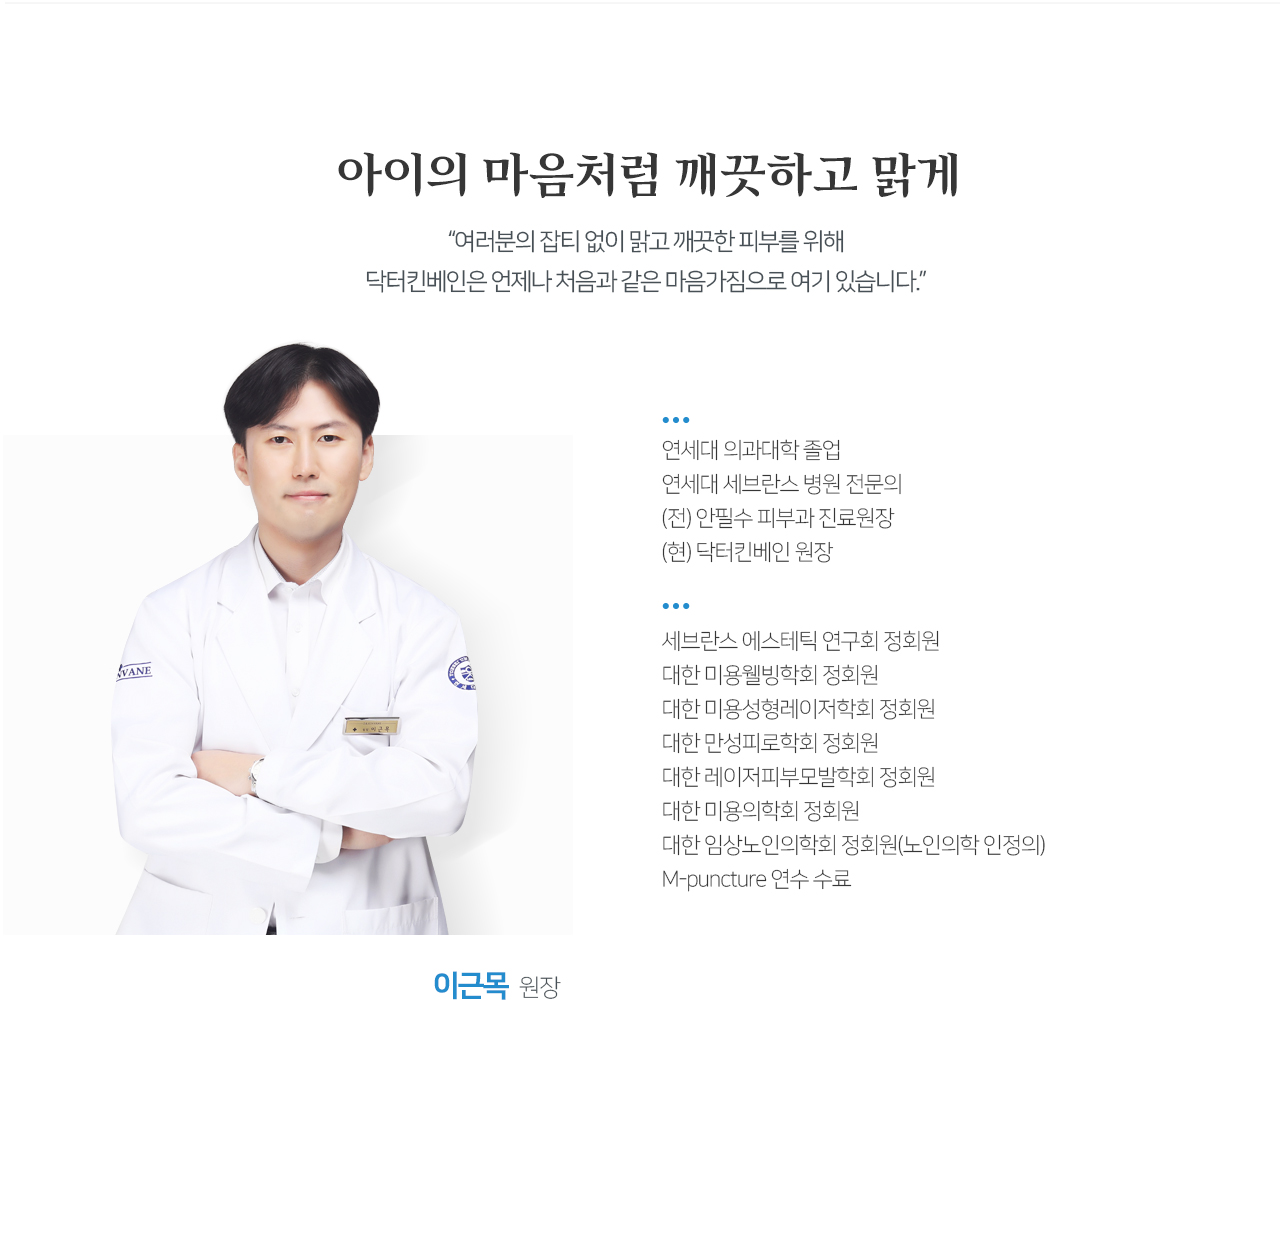 아이의 마음처럼 깨끗하고 맑게
“여러분의 잡티 없이 맑고 깨끗한 피부를 위해
닥터킨베인은 언제나 처음과 같은 마음가짐으로 여기 있습니다.”
연세대 의과대학 졸업
연세대 세브란스 병원 전문의
(전) 안필수 피부과 진료원장
(현) 닥터킨베인 원장
세브란스 에스테틱 연구회 정회원
대한 미용웰빙학회 정회원
대한 미용성형레이저학회 정회원
대한 만성피로학회 정회원
대한 레이저피부모발학회 정회원
대한 미용의학회 정회원
대한 임상노인의학회 정회원(노인의학 인정의)
M-puncture 연수 수료
VANE
이근목
이근목 원장